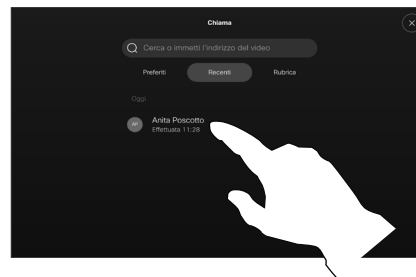 Chiama
Cerca o immetti l'indirizzo del video
Preferiti Recenti Rubrica
Oggi
AP Anita Poscotto
Effettuata 11:28